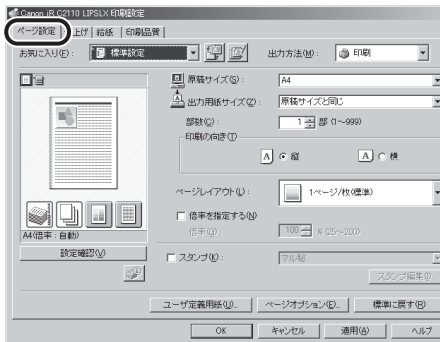 Canon iR C2110 LIPSLX 印刷設定
ページ設定 上げ 給紙 印刷品質
お気に入り(F): 標準設定 出力方法(M): 印刷
原稿サイズ(S): A4
出力用紙サイズ(Z): 原稿サイズと同じ
部数(C): 1 部 (1～999)
印刷の向き(T)
A 縦 A 横
ページレイアウト(L): 1ページ/枚(標準)
倍率を指定する(N)
倍率(G): 100 % (25～200)
A4(倍率：自動)
設定確認(V)
スタンプ(K): マル秘
スタンプ編集(I)
ユーザ定義用紙(U)... ページオプション(E)... 標準に戻す(R)
OK キャンセル 適用(A) ヘルプ